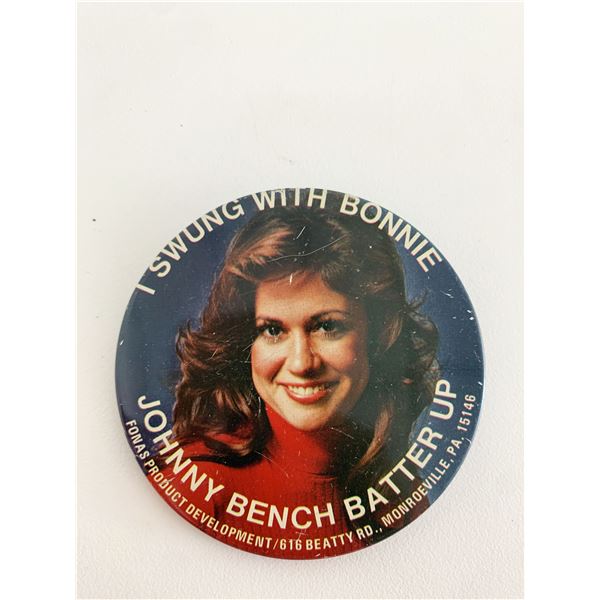 I SWUNG WITH BONNIE
JOHNNY BENCH BATTER UP
FONAS PRODUCT DEVELOPMENT/616 BEATTY RD., MONROEVILLE, PA, 15146